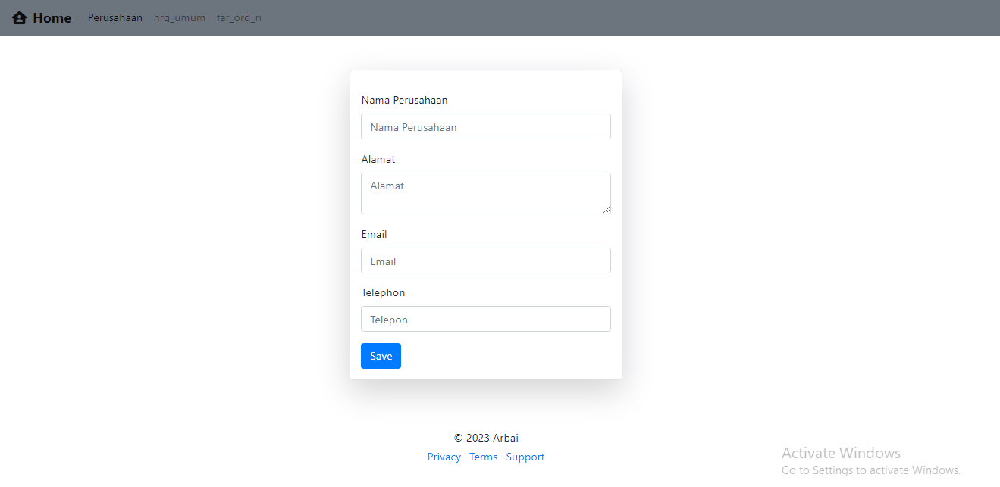 Home Perusahaan hrg_umum far_ord_ri
Nama Perusahaan
Nama Perusahaan
Alamat
Alamat
Email
Email
Telephon
Telepon
Save
© 2023 Arbai
Privacy Terms Support
Activate Windows
Go to Settings to activate Windows.